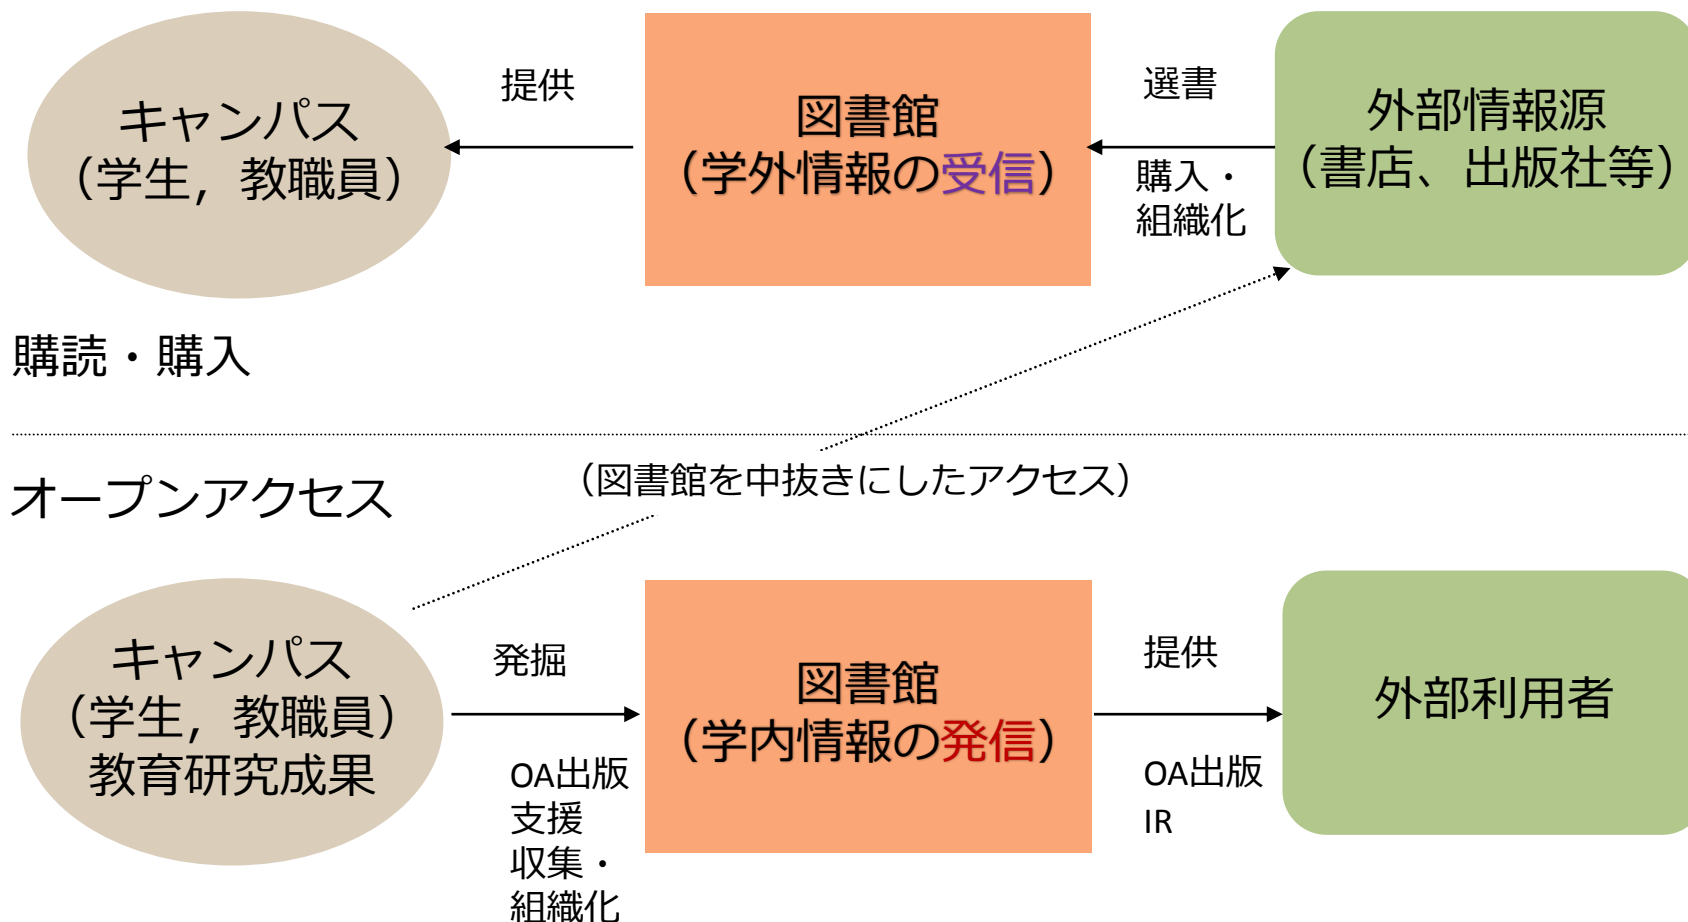 キャンパス
（学生，教職員）
提供
図書館
（学外情報の受信）
選書
購入・
組織化
外部情報源
（書店、出版社等）
購読・購入
オープンアクセス
（図書館を中抜きにしたアクセス）
キャンパス
（学生，教職員）
教育研究成果
発掘
OA出版
支援
収集・
組織化
図書館
（学内情報の発信）
提供
OA出版
IR
外部利用者